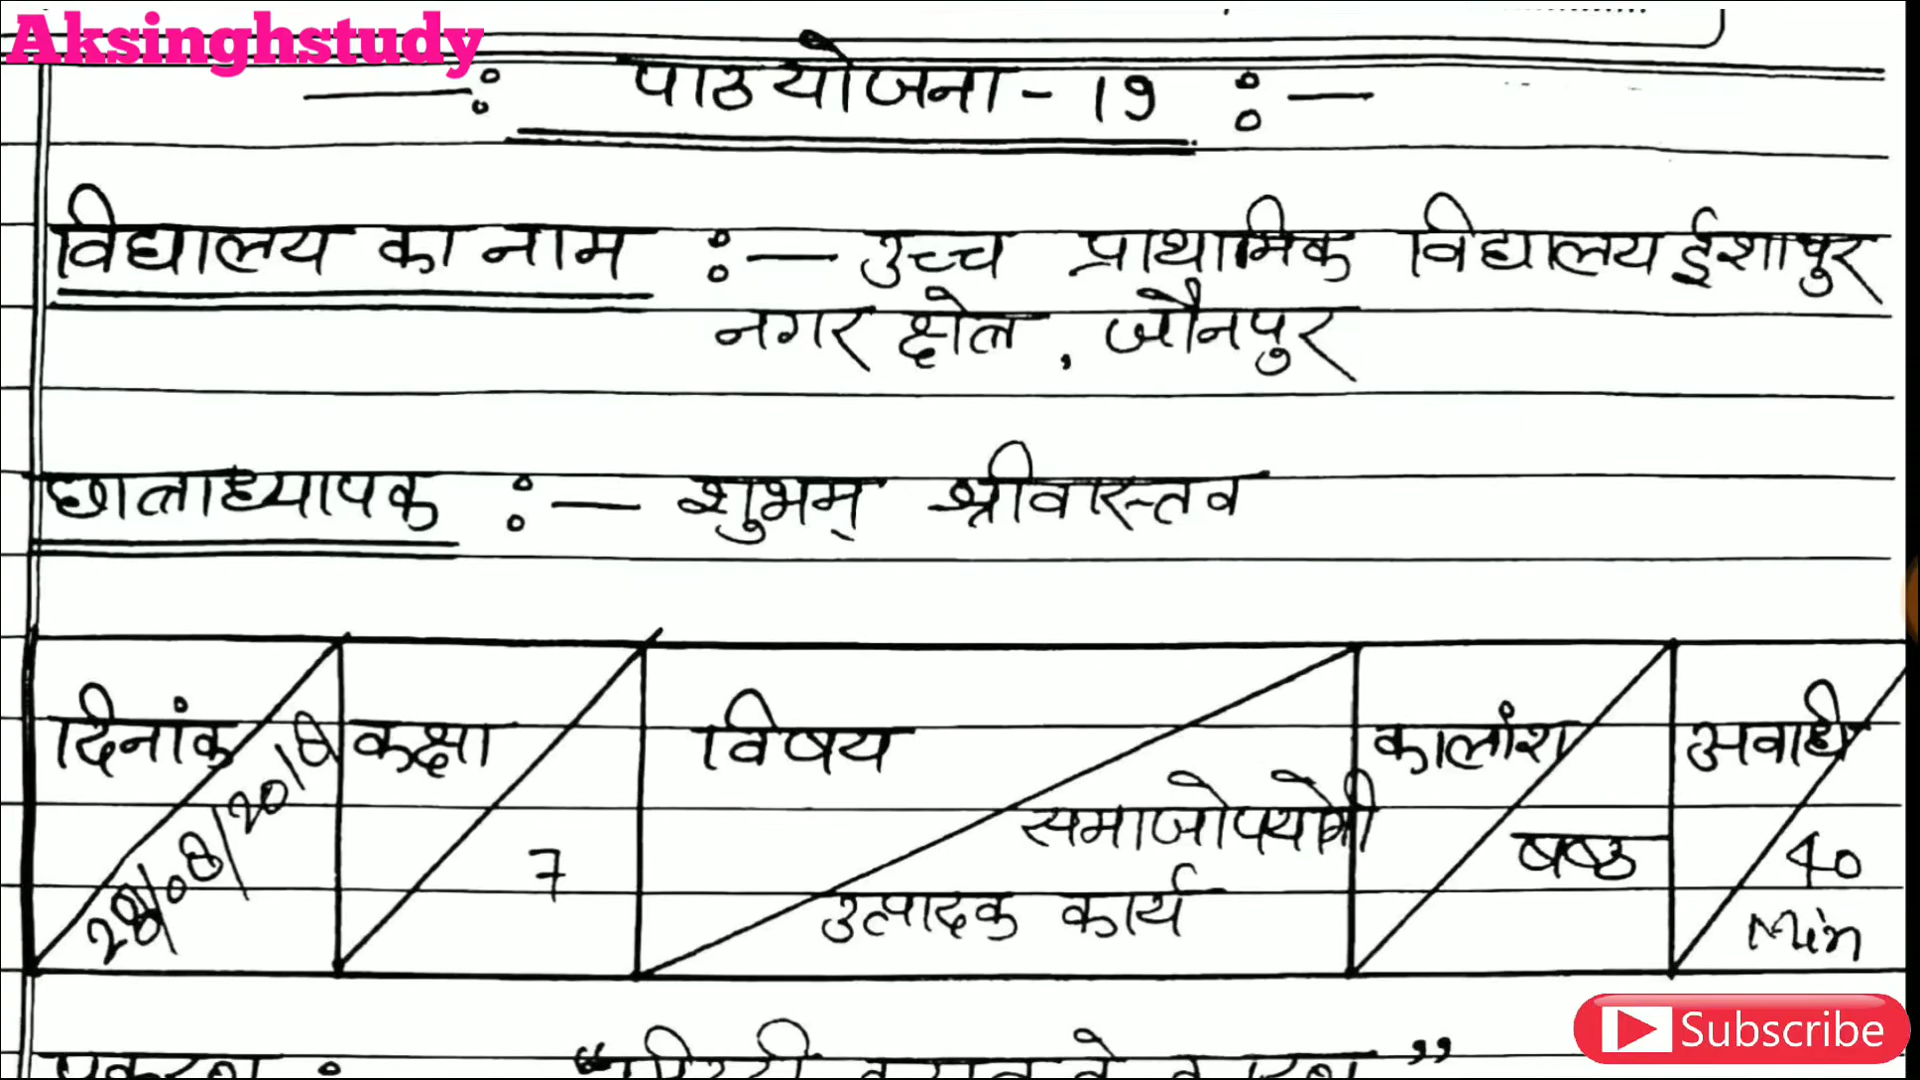 Aksinghstudy
—: पाठ योजना - 19 :—
विद्यालय का नाम :— उच्च प्राथमिक विद्यालय ईशापुर
नगर क्षेत्र, जौनपुर
छात्राध्यापक :— शुभम् श्रीवास्तव
दिनांक कक्षा विषय कालांश अवधि
28/08/2018 7 समाजोपयोगी उत्पादक कार्य षष्ठ 40 Min
प्रकरण :
Subscribe